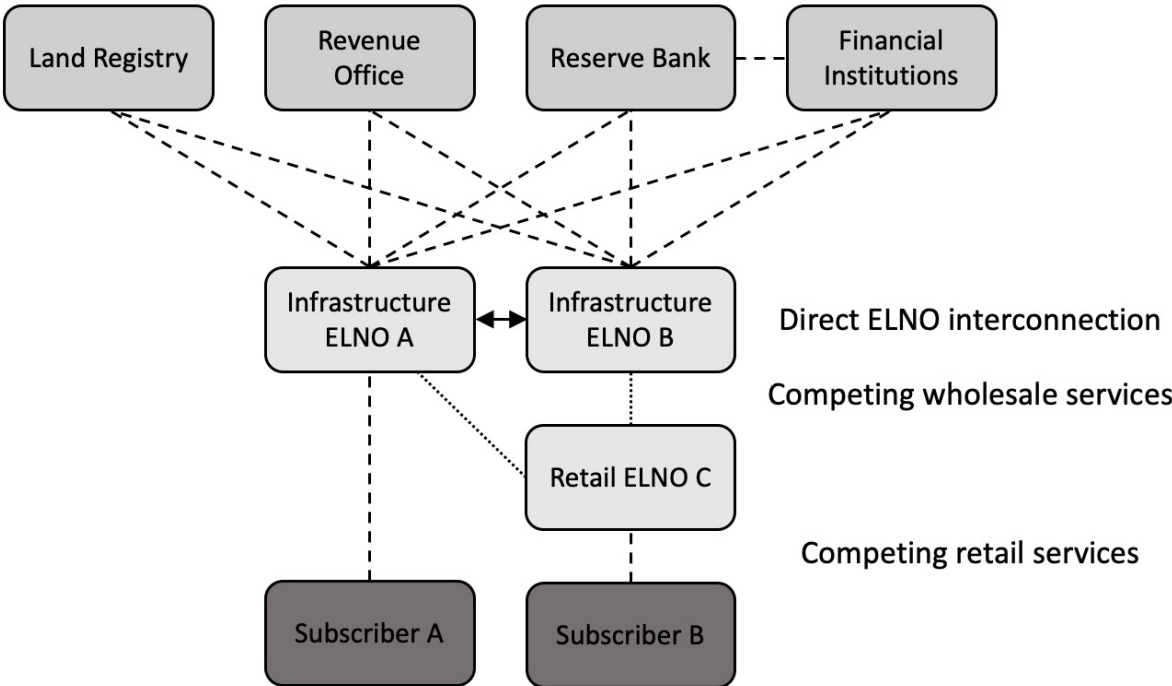 Land Registry
Revenue
Office
Reserve Bank
Financial
Institutions
Infrastructure
ELNO A
Infrastructure
ELNO B
Direct ELNO interconnection
Competing wholesale services
Retail ELNO C
Competing retail services
Subscriber A
Subscriber B